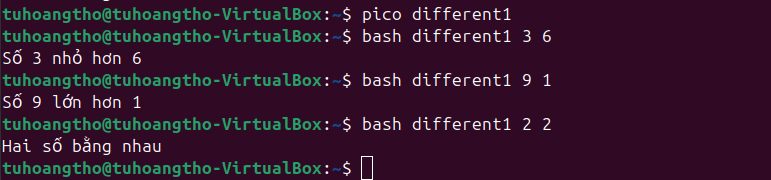 tuhoangtho@tuhoangtho-VirtualBox:~$ pico different1
tuhoangtho@tuhoangtho-VirtualBox:~$ bash different1 3 6
Số 3 nhỏ hơn 6
tuhoangtho@tuhoangtho-VirtualBox:~$ bash different1 9 1
Số 9 lớn hơn 1
tuhoangtho@tuhoangtho-VirtualBox:~$ bash different1 2 2
Hai số bằng nhau
tuhoangtho@tuhoangtho-VirtualBox:~$